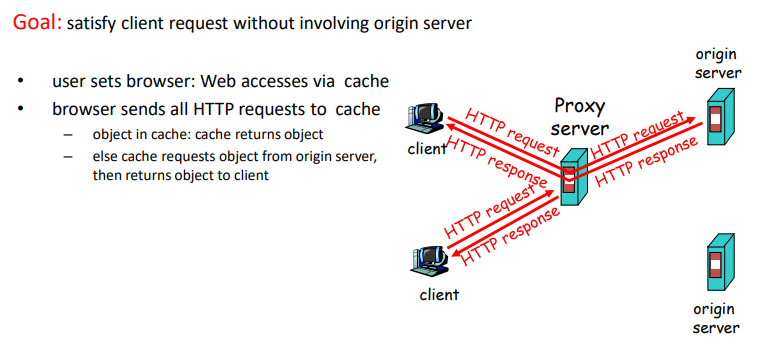 Goal: satisfy client request without involving origin server
• user sets browser: Web accesses via cache
• browser sends all HTTP requests to cache
– object in cache: cache returns object
– else cache requests object from origin server,
then returns object to client
origin
server
Proxy
server
client
HTTP request
HTTP response
HTTP request
HTTP response
HTTP request
HTTP response
client
origin
server